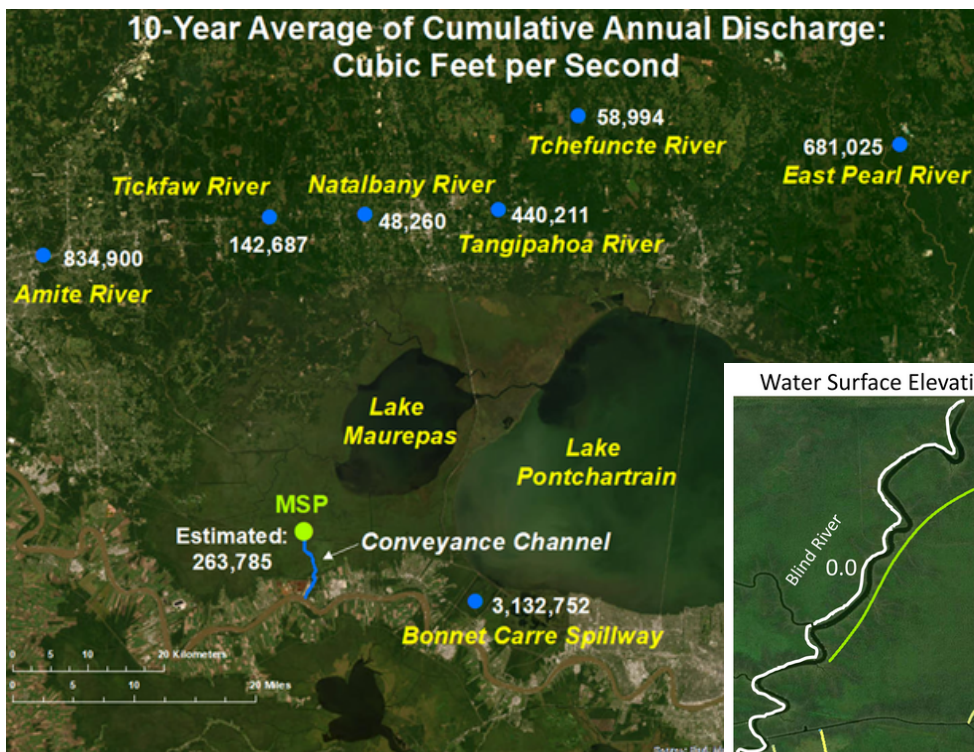 10-Year Average of Cumulative Annual Discharge:
Cubic Feet per Second
58,994
Tchefuncte River
681,025
East Pearl River
Tickfaw River
142,687
Natalbany River
48,260
440,211
Tangipahoa River
834,900
Amite River
Lake
Maurepas
Lake
Pontchartrain
MSP
Estimated:
263,785
Conveyance Channel
3,132,752
Bonnet Carre Spillway
0 5 10 20 Kilometers
0 5 10 20 Miles
Water Surface Elevati
Blind River
0.0